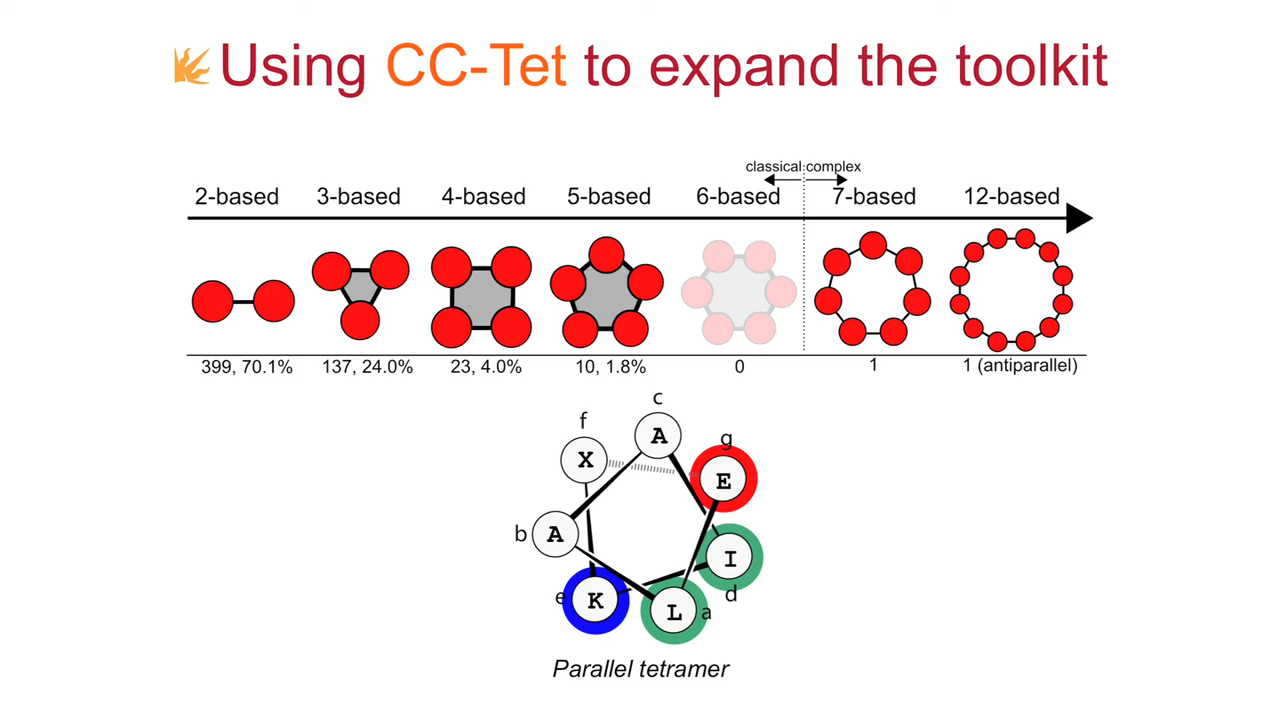 Using CC-Tet to expand the toolkit
classical complex
2-based 3-based 4-based 5-based 6-based 7-based 12-based
399, 70.1% 137, 24.0% 23, 4.0% 10, 1.8% 0 1 1 (antiparallel)
c
f
A
g
X
E
b A
I
e K
d
L a
Parallel tetramer